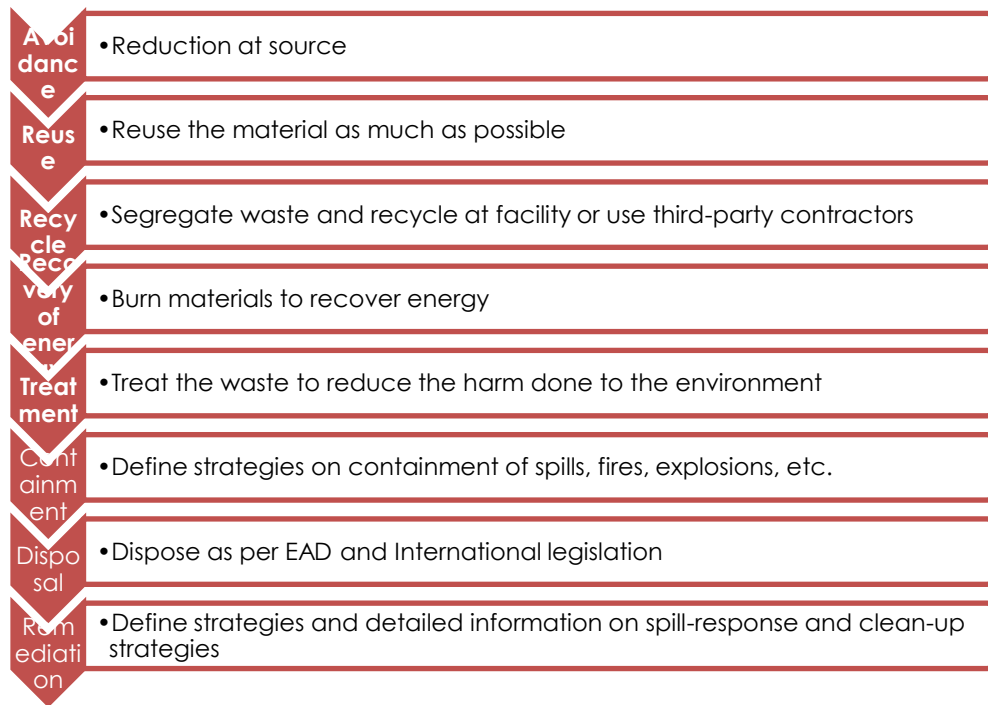 Avoi
danc
e
•Reduction at source
Reus
e
•Reuse the material as much as possible
Recy
cle
•Segregate waste and recycle at facility or use third-party contractors
Reco
very
of
ener
•Burn materials to recover energy
Treat
ment
•Treat the waste to reduce the harm done to the environment
Cont
ainm
ent
•Define strategies on containment of spills, fires, explosions, etc.
Dispo
sal
•Dispose as per EAD and International legislation
Rem
ediati
on
•Define strategies and detailed information on spill-response and clean-up
strategies